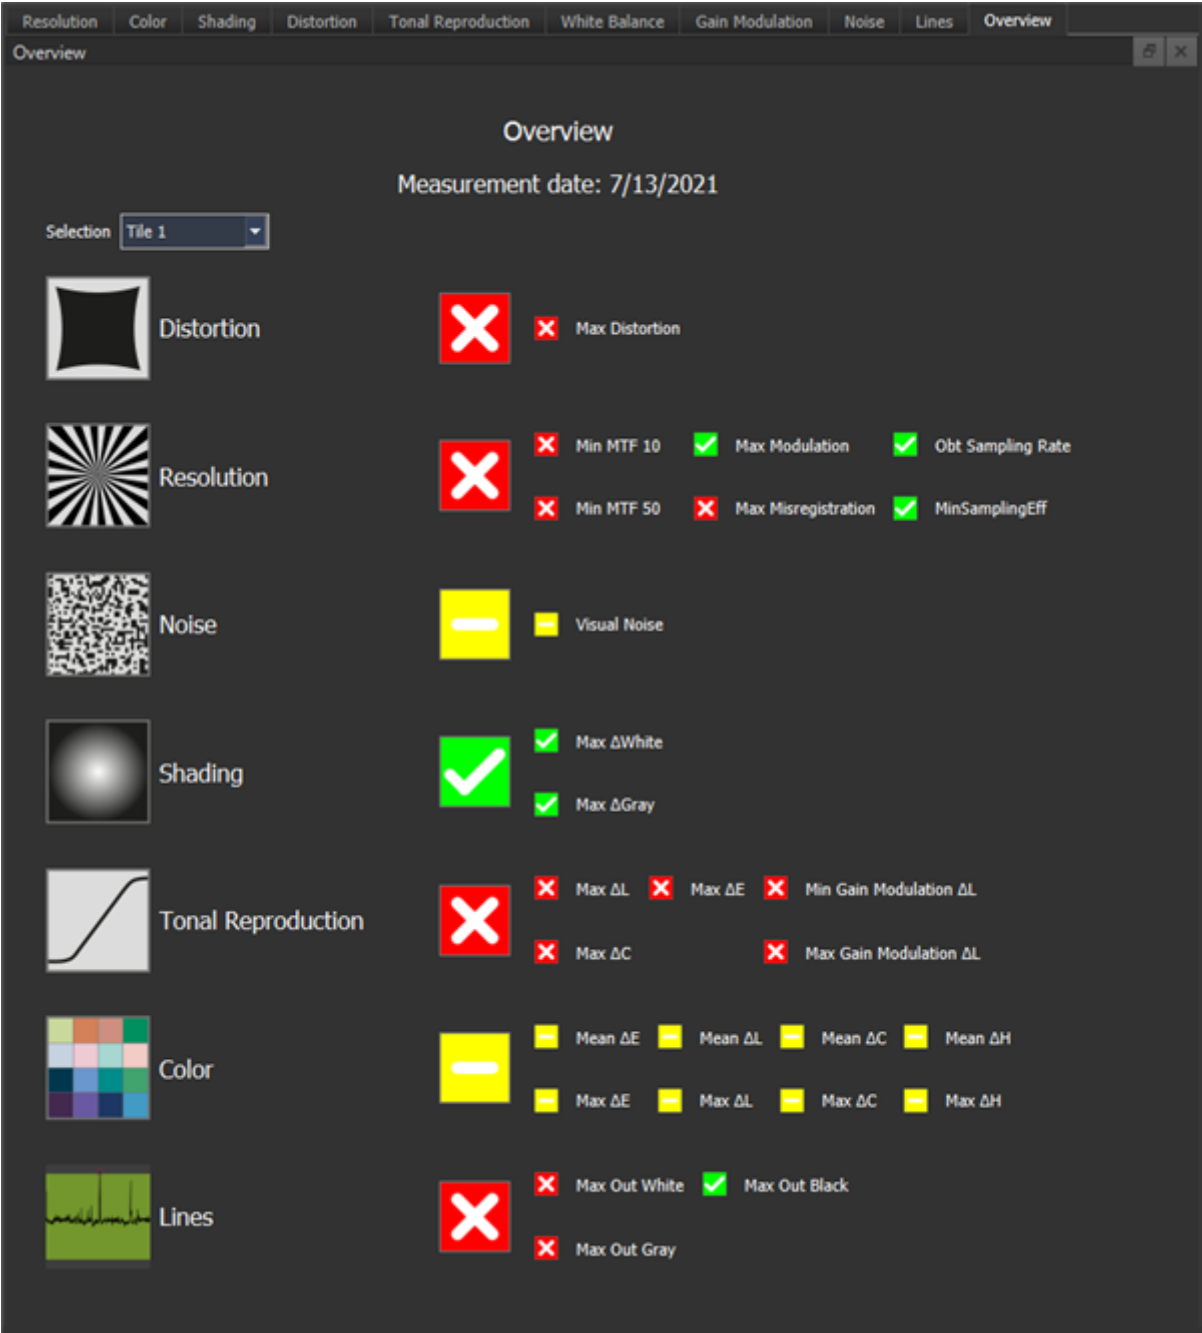 Resolution Color Shading Distortion Tonal Reproduction White Balance Gain Modulation Noise Lines Overview
Overview
Overview
Measurement date: 7/13/2021
Selection Tile 1
Distortion Max Distortion
Min MTF 10 Max Modulation Obt Sampling Rate
Resolution
Min MTF 50 Max Misregistration MinSamplingEff
Noise Visual Noise
Max ΔWhite
Shading
Max ΔGray
Max ΔL Max ΔE Min Gain Modulation ΔL
Tonal Reproduction
Max ΔC Max Gain Modulation ΔL
Mean ΔE Mean ΔL Mean ΔC Mean ΔH
Color
Max ΔE Max ΔL Max ΔC Max ΔH
Max Out White Max Out Black
Lines
Max Out Gray